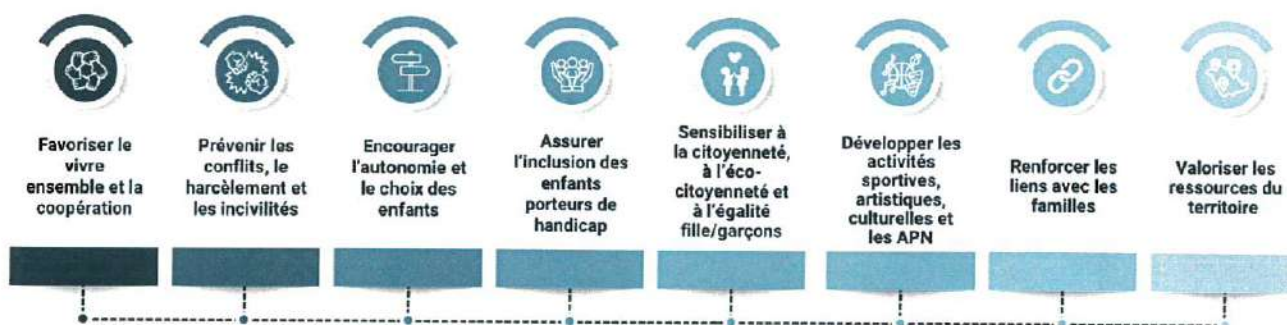 Favoriser le
vivre
ensemble et la
coopération
Prévenir les
conflits, le
harcèlement et
les incivilités
Encourager
l'autonomie et
le choix des
enfants
Assurer
l'inclusion des
enfants
porteurs de
handicap
Sensibiliser à
la citoyenneté,
à l'éco-
citoyenneté et
à l'égalité
fille/garçons
Développer les
activités
sportives,
artistiques,
culturelles et
les APN
Renforcer les
liens avec les
familles
Valoriser les
ressources du
territoire